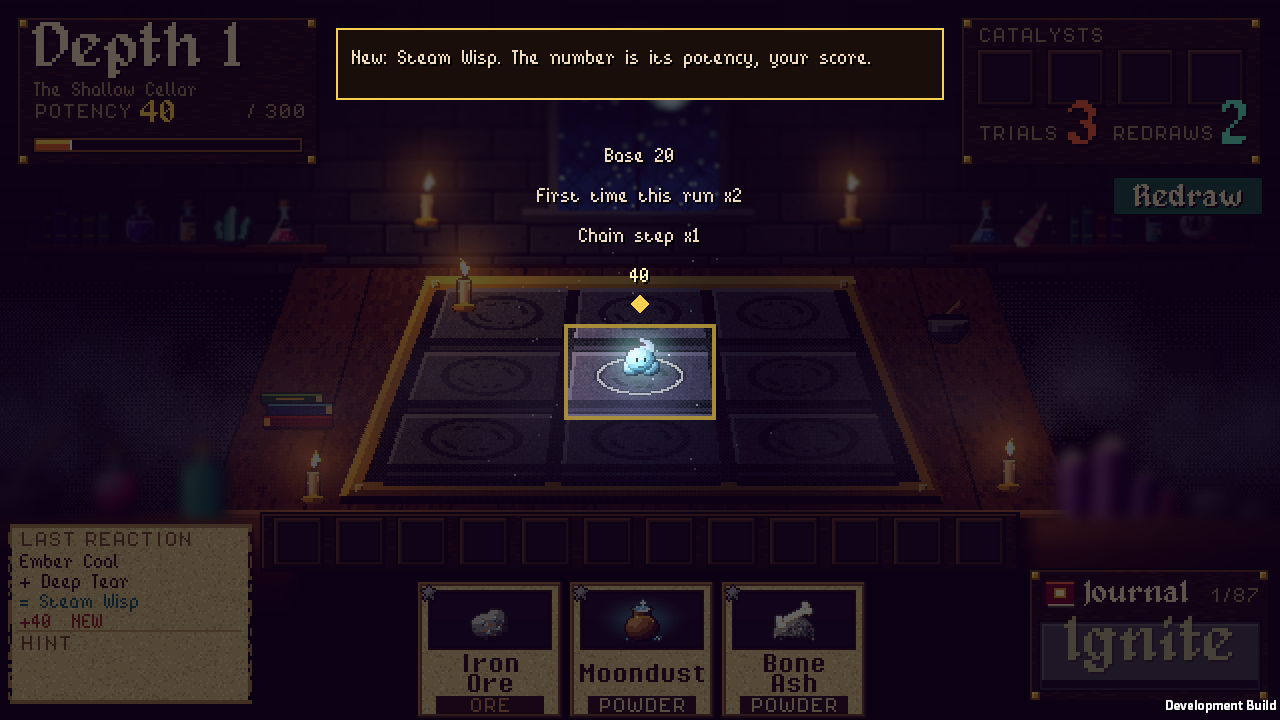 Depth 1
The Shallow Cellar
POTENCY 40 / 300
New: Steam Wisp. The number is its potency, your score.
CATALYSTS
TRIALS 3 REDRAWS 2
Redraw
Base 20
First time this run x2
Chain step x1
40
LAST REACTION
Ember Coal
+ Deep Tear
= Steam Wisp
+40 NEW
HINT
Iron
Ore
ORE
Moondust
POWDER
Bone
Ash
POWDER
Journal 1/87
Ignite
Development Build